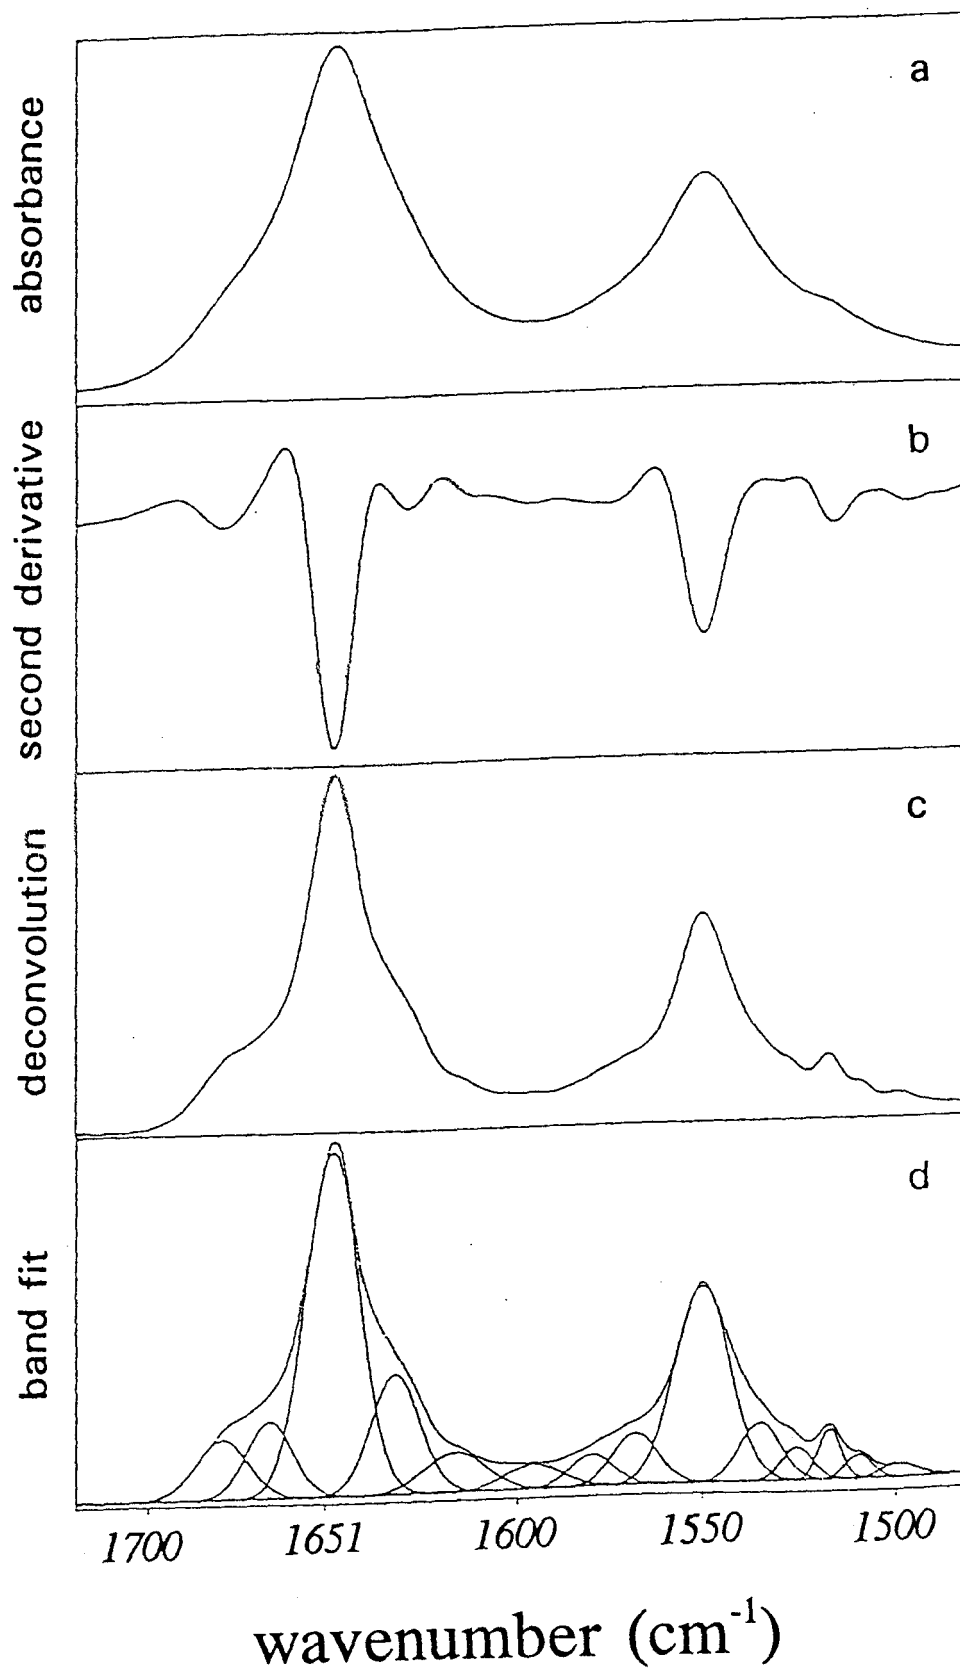 a
absorbance
b
second derivative
c
deconvolution
d
band fit
1700 1651 1600 1550 1500
wavenumber (cm-1)